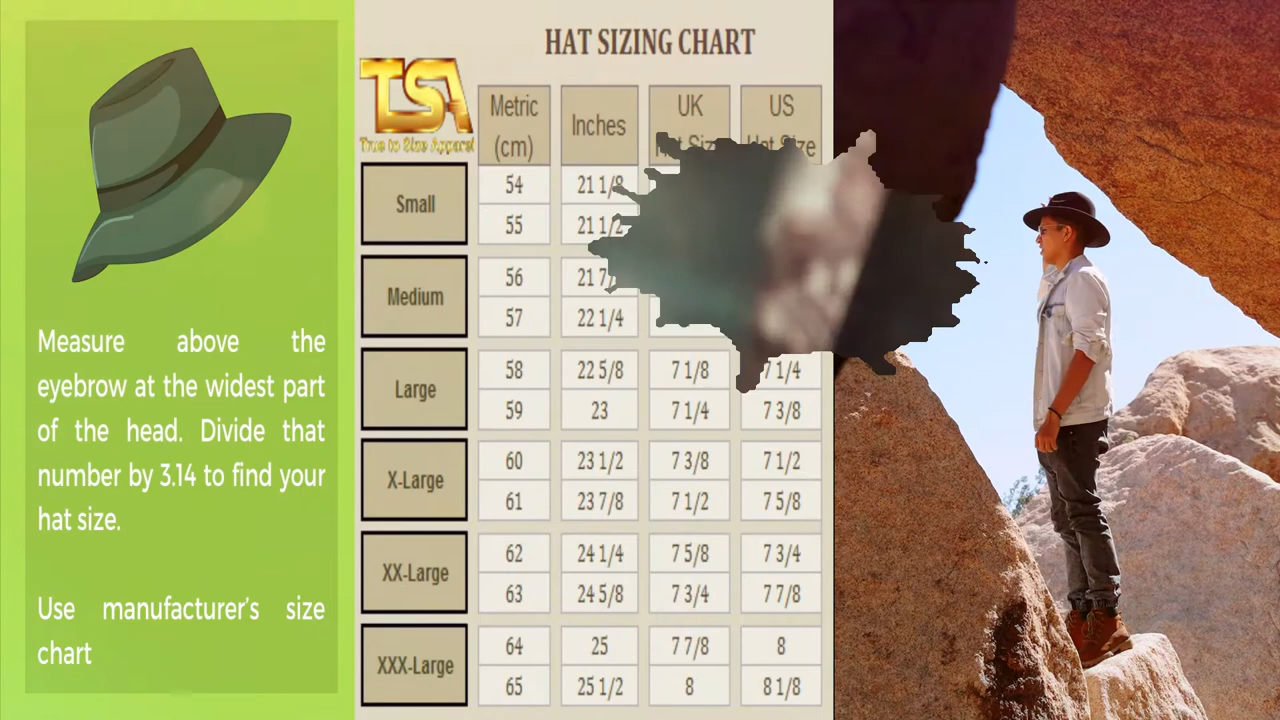 HAT SIZING CHART
TSA
True to Size Apparel
Metric (cm) Inches UK US
Small 54 21 1/8
55 21 1/2
Medium 56
57 22 1/4
Large 58 22 5/8 7 1/8 7 1/4
59 23 7 1/4 7 3/8
X-Large 60 23 1/2 7 3/8 7 1/2
61 23 7/8 7 1/2 7 5/8
XX-Large 62 24 1/4 7 5/8 7 3/4
63 24 5/8 7 3/4 7 7/8
XXX-Large 64 25 7 7/8 8
65 25 1/2 8 8 1/8
Measure above the
eyebrow at the widest part
of the head. Divide that
number by 3.14 to find your
hat size.
Use manufacturer's size
chart